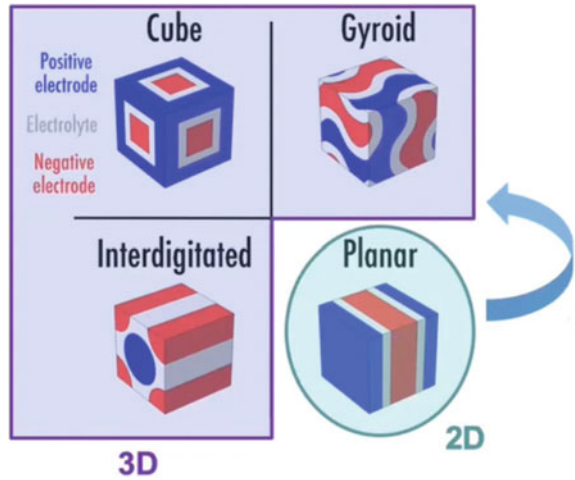 Cube
Gyroid
Positive
electrode
Electrolyte
Negative
electrode
Interdigitated
Planar
2D
3D